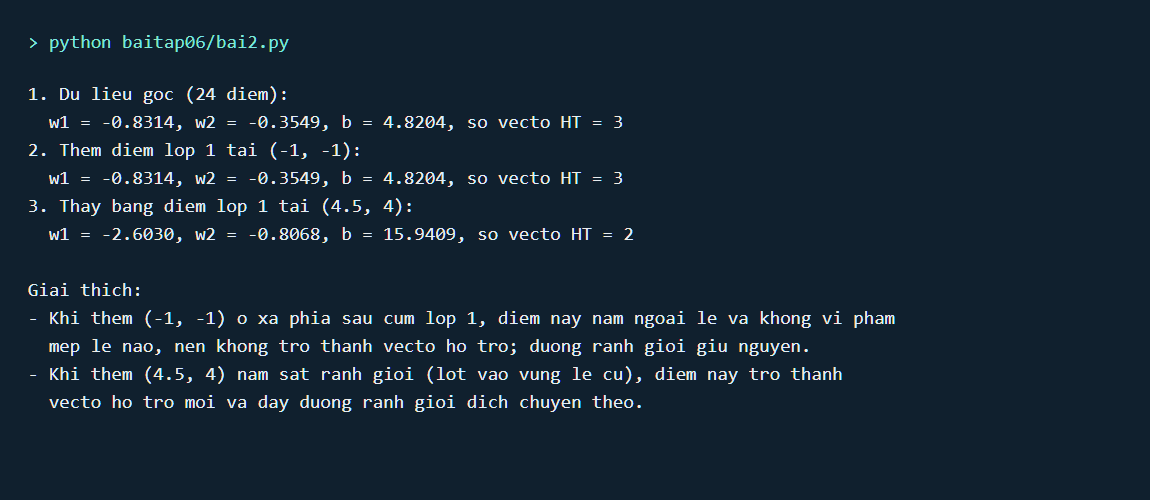 > python baitap06/bai2.py
1. Du lieu goc (24 diem):
w1 = -0.8314, w2 = -0.3549, b = 4.8204, so vecto HT = 3
2. Them diem lop 1 tai (-1, -1):
w1 = -0.8314, w2 = -0.3549, b = 4.8204, so vecto HT = 3
3. Thay bang diem lop 1 tai (4.5, 4):
w1 = -2.6030, w2 = -0.8068, b = 15.9409, so vecto HT = 2
Giai thich:
- Khi them (-1, -1) o xa phia sau cum lop 1, diem nay nam ngoai le va khong vi pham
mep le nao, nen khong tro thanh vecto ho tro; duong ranh gioi giu nguyen.
- Khi them (4.5, 4) nam sat ranh gioi (lot vao vung le cu), diem nay tro thanh
vecto ho tro moi va day duong ranh gioi dich chuyen theo.